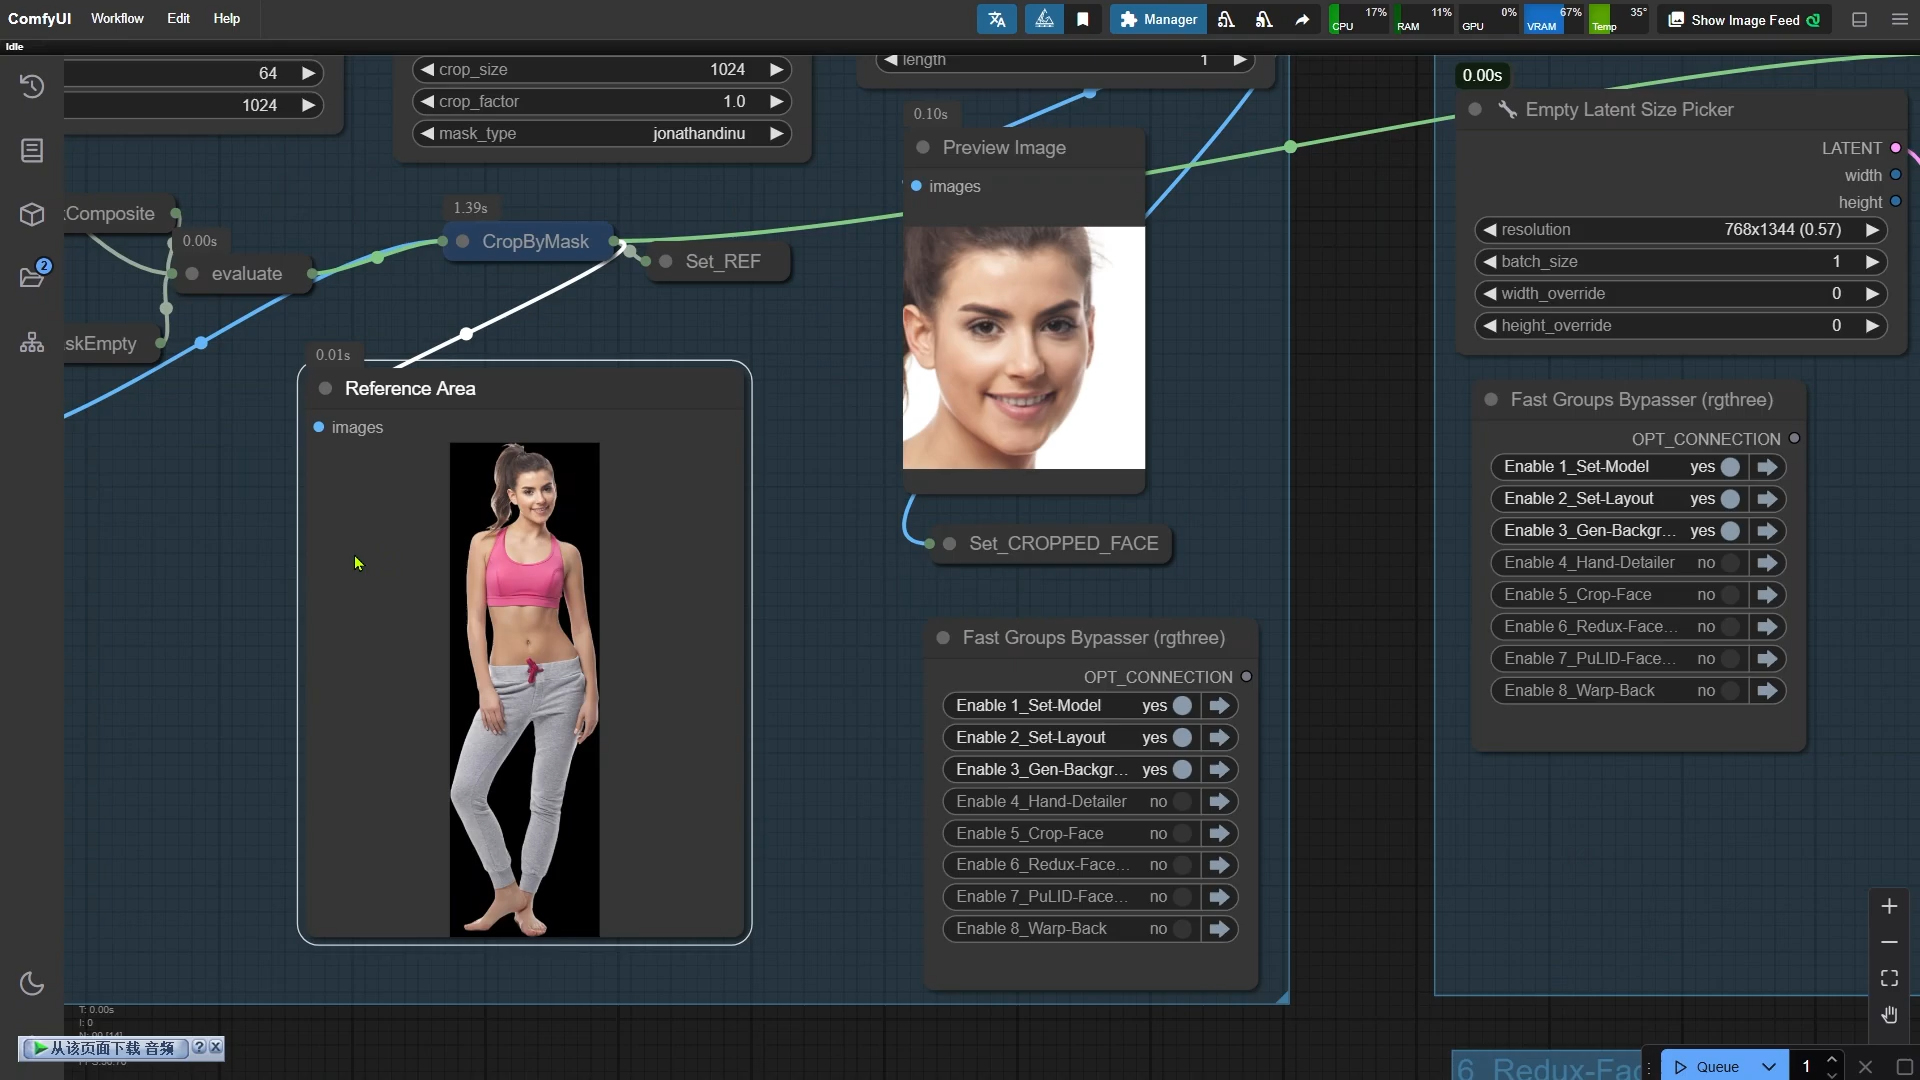 ComfyUI Workflow Edit Help
Manager
CPU 17%
RAM 11%
GPU 0%
VRAM 67%
Temp 35°
Show Image Feed
Idle
64
1024
crop_size 1024
crop_factor 1.0
mask_type jonathandinu
length 1
0.10s
Preview Image
images
0.00s
Empty Latent Size Picker
LATENT
width
height
resolution 768x1344 (0.57)
batch_size 1
width_override 0
height_override 0
Composite
0.00s
evaluate
skEmpty
1.39s
CropByMask
Set_REF
0.01s
Reference Area
images
Set_CROPPED_FACE
Fast Groups Bypasser (rgthree)
OPT_CONNECTION
Enable 1_Set-Model yes
Enable 2_Set-Layout yes
Enable 3_Gen-Backgr... yes
Enable 4_Hand-Detailer no
Enable 5_Crop-Face no
Enable 6_Redux-Face... no
Enable 7_PuLID-Face... no
Enable 8_Warp-Back no
Fast Groups Bypasser (rgthree)
OPT_CONNECTION
Enable 1_Set-Model yes
Enable 2_Set-Layout yes
Enable 3_Gen-Backgr... yes
Enable 4_Hand-Detailer no
Enable 5_Crop-Face no
Enable 6_Redux-Face... no
Enable 7_PuLID-Face... no
Enable 8_Warp-Back no
2
T: 0.00s
I: 0
从该页面下载 音频 ?
6_Redux-Fac
Queue 1